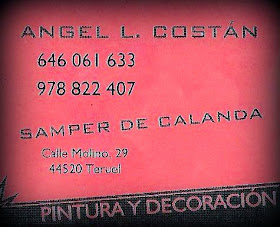 ANGEL L. COSTÁN
646 061 633
978 822 407
SAMPER DE CALANDA
Calle Molino, 29
44520 Teruel
PINTURA Y DECORACIÓN